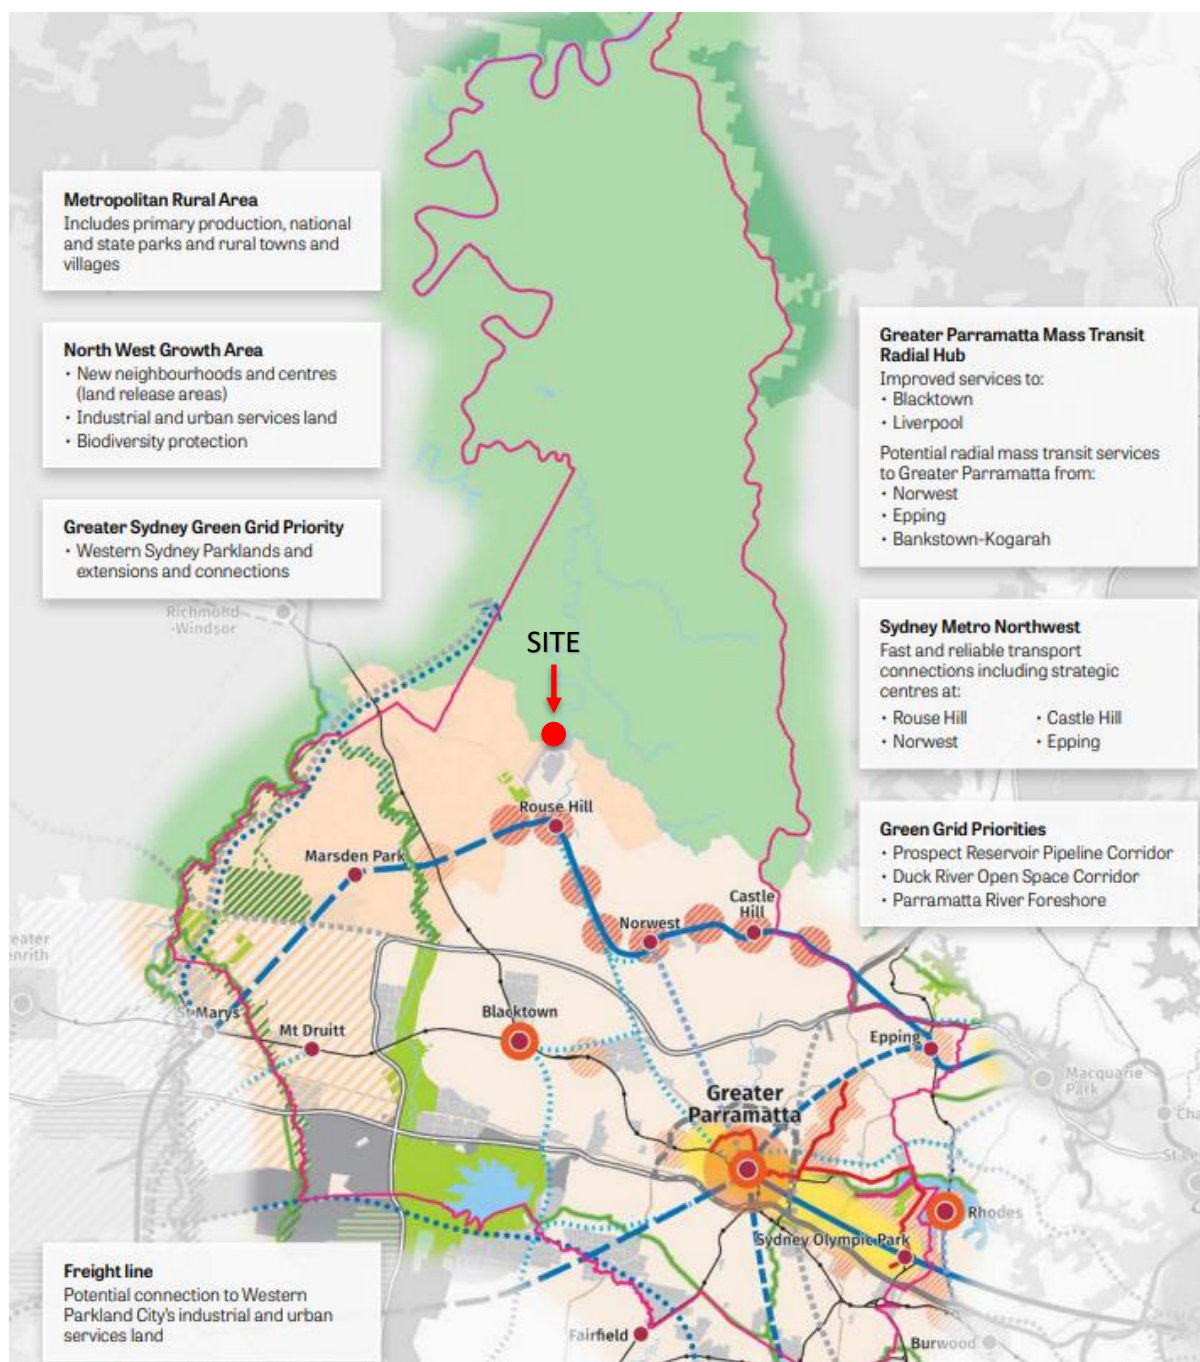 Metropolitan Rural Area
Includes primary production, national
and state parks and rural towns and
villages
North West Growth Area
• New neighbourhoods and centres
(land release areas)
• Industrial and urban services land
• Biodiversity protection
Greater Sydney Green Grid Priority
• Western Sydney Parklands and
extensions and connections
Greater Parramatta Mass Transit
Radial Hub
Improved services to:
• Blacktown
• Liverpool
Potential radial mass transit services
to Greater Parramatta from:
• Norwest
• Epping
• Bankstown-Kogarah
Sydney Metro Northwest
Fast and reliable transport
connections including strategic
centres at:
• Rouse Hill
• Norwest
• Castle Hill
• Epping
Green Grid Priorities
• Prospect Reservoir Pipeline Corridor
• Duck River Open Space Corridor
• Parramatta River Foreshore
Richmond
-Windsor
SITE
Rouse Hill
Marsden Park
Castle
Hill
Norwest
eater
enrith
St Marys
Mt Druitt
Blacktown
Epping
Macquarie
Park
Cha
St Le
Greater
Parramatta
Rhodes
Sydney Olympic Park
Fairfield
Burwood
Freight line
Potential connection to Western
Parkland City's industrial and urban
services land